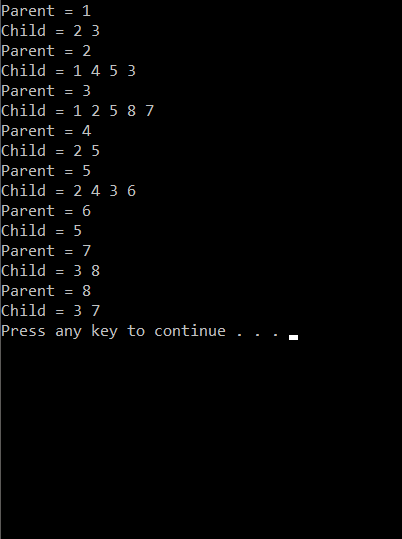 Parent = 1
Child = 2 3
Parent = 2
Child = 1 4 5 3
Parent = 3
Child = 1 2 5 8 7
Parent = 4
Child = 2 5
Parent = 5
Child = 2 4 3 6
Parent = 6
Child = 5
Parent = 7
Child = 3 8
Parent = 8
Child = 3 7
Press any key to continue . . .